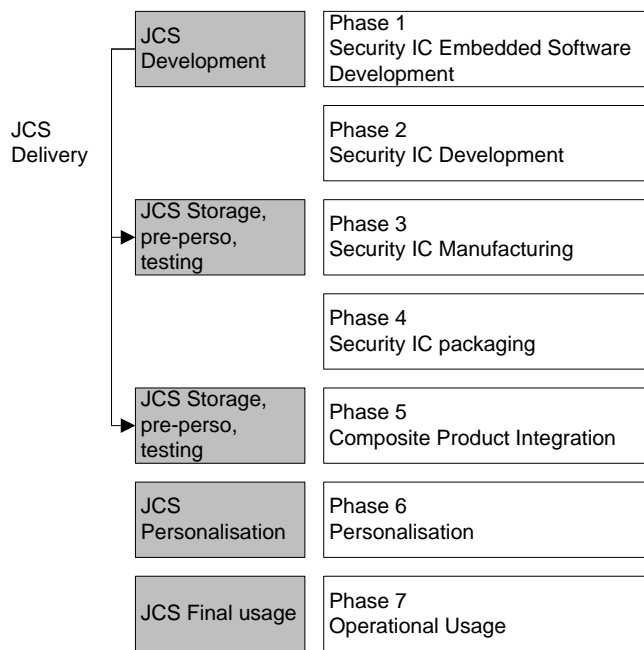 JCS
Development
Phase 1
Security IC Embedded Software
Development
JCS
Delivery
Phase 2
Security IC Development
JCS Storage,
pre-perso,
testing
Phase 3
Security IC Manufacturing
Phase 4
Security IC packaging
JCS Storage,
pre-perso,
testing
Phase 5
Composite Product Integration
JCS
Personalisation
Phase 6
Personalisation
JCS Final usage
Phase 7
Operational Usage